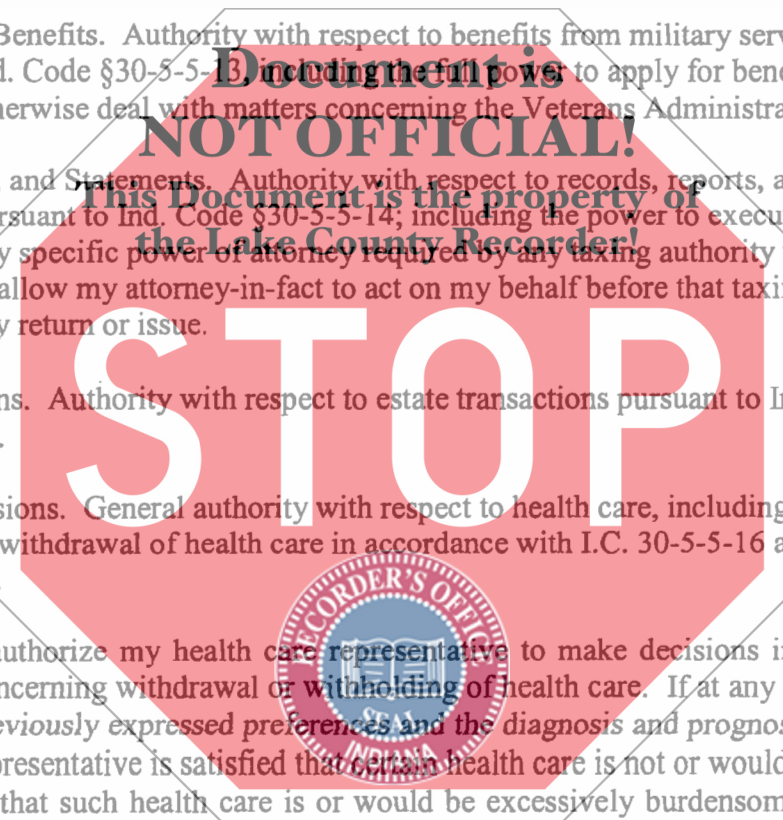 Benefits. Authority with respect to benefits from military serv
d. Code §30-5-5-13, including the full power to apply for bene
herwise deal with matters concerning the Veterans Administra
Document is
NOT OFFICIAL!
This Document is the property of
the Lake County Recorder!
and Statements. Authority with respect to records, reports, a
rsuant to Ind. Code §30-5-5-14; including the power to execu
y specific power of attorney required by any taxing authority
allow my attorney-in-fact to act on my behalf before that taxi
y return or issue.
STOP
ns. Authority with respect to estate transactions pursuant to I
sions. General authority with respect to health care, including
withdrawal of health care in accordance with I.C. 30-5-5-16 a
RECORDER'S OFFICE
SEAL
INDIANA
authorize my health care representative to make decisions i
ncerning withdrawal or withholding of health care. If at any
eviously expressed preferences and the diagnosis and progno
presentative is satisfied that certain health care is not or would
that such health care is or would be excessively burdensom